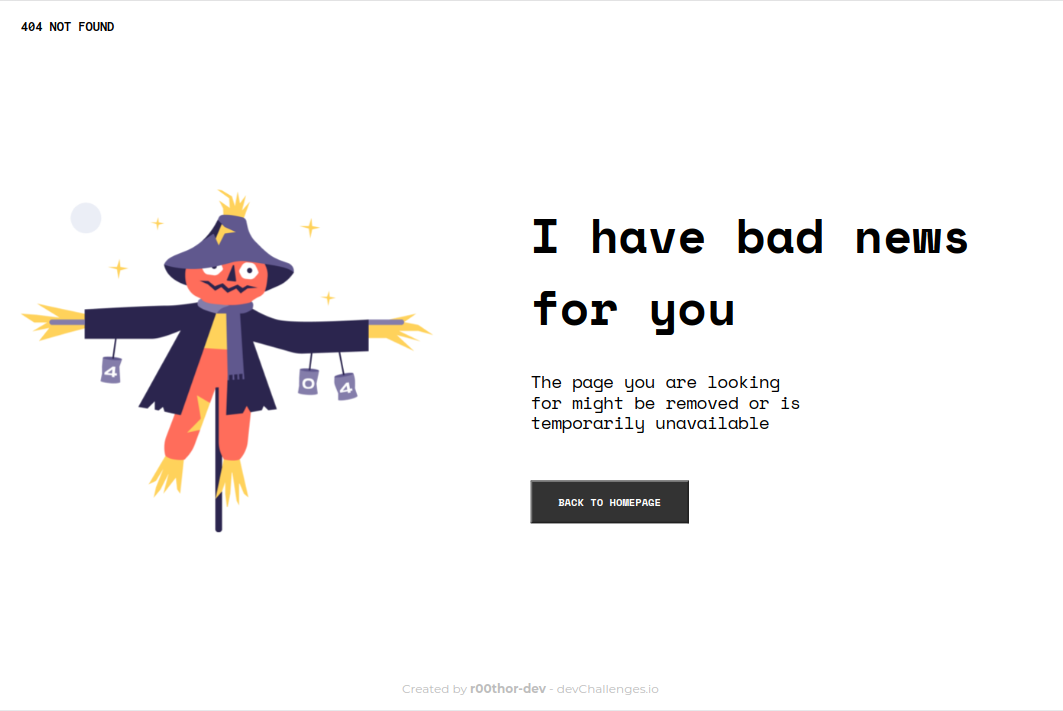 404 NOT FOUND
I have bad news
for you
4
0
4
The page you are looking
for might be removed or is
temporarily unavailable
BACK TO HOMEPAGE
Created by r00thor-dev - devChallenges.io